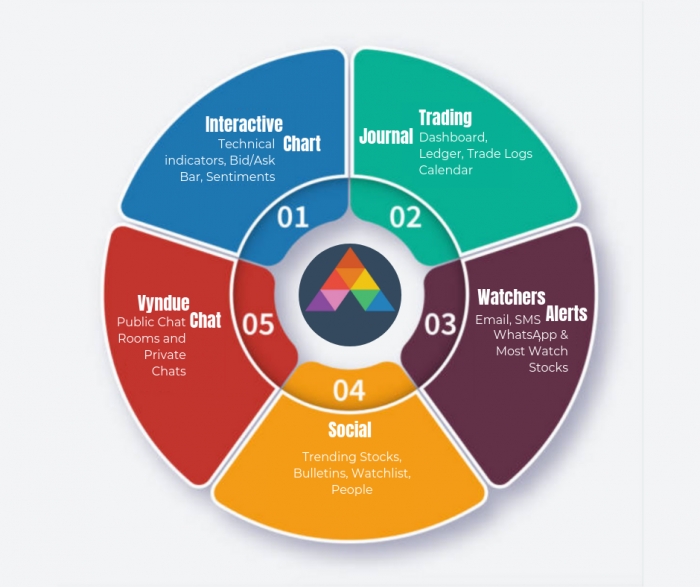 Interactive
Chart
Technical
indicators, Bid/Ask
Bar, Sentiments
01
Trading
Journal
Dashboard,
Ledger, Trade Logs
Calendar
02
Watchers
Alerts
Email, SMS
WhatsApp &
Most Watch
Stocks
03
04
Social
Trending Stocks,
Bulletins, Watchlist,
People
Vyndue
Chat
Public Chat
Rooms and
Private
Chats
05